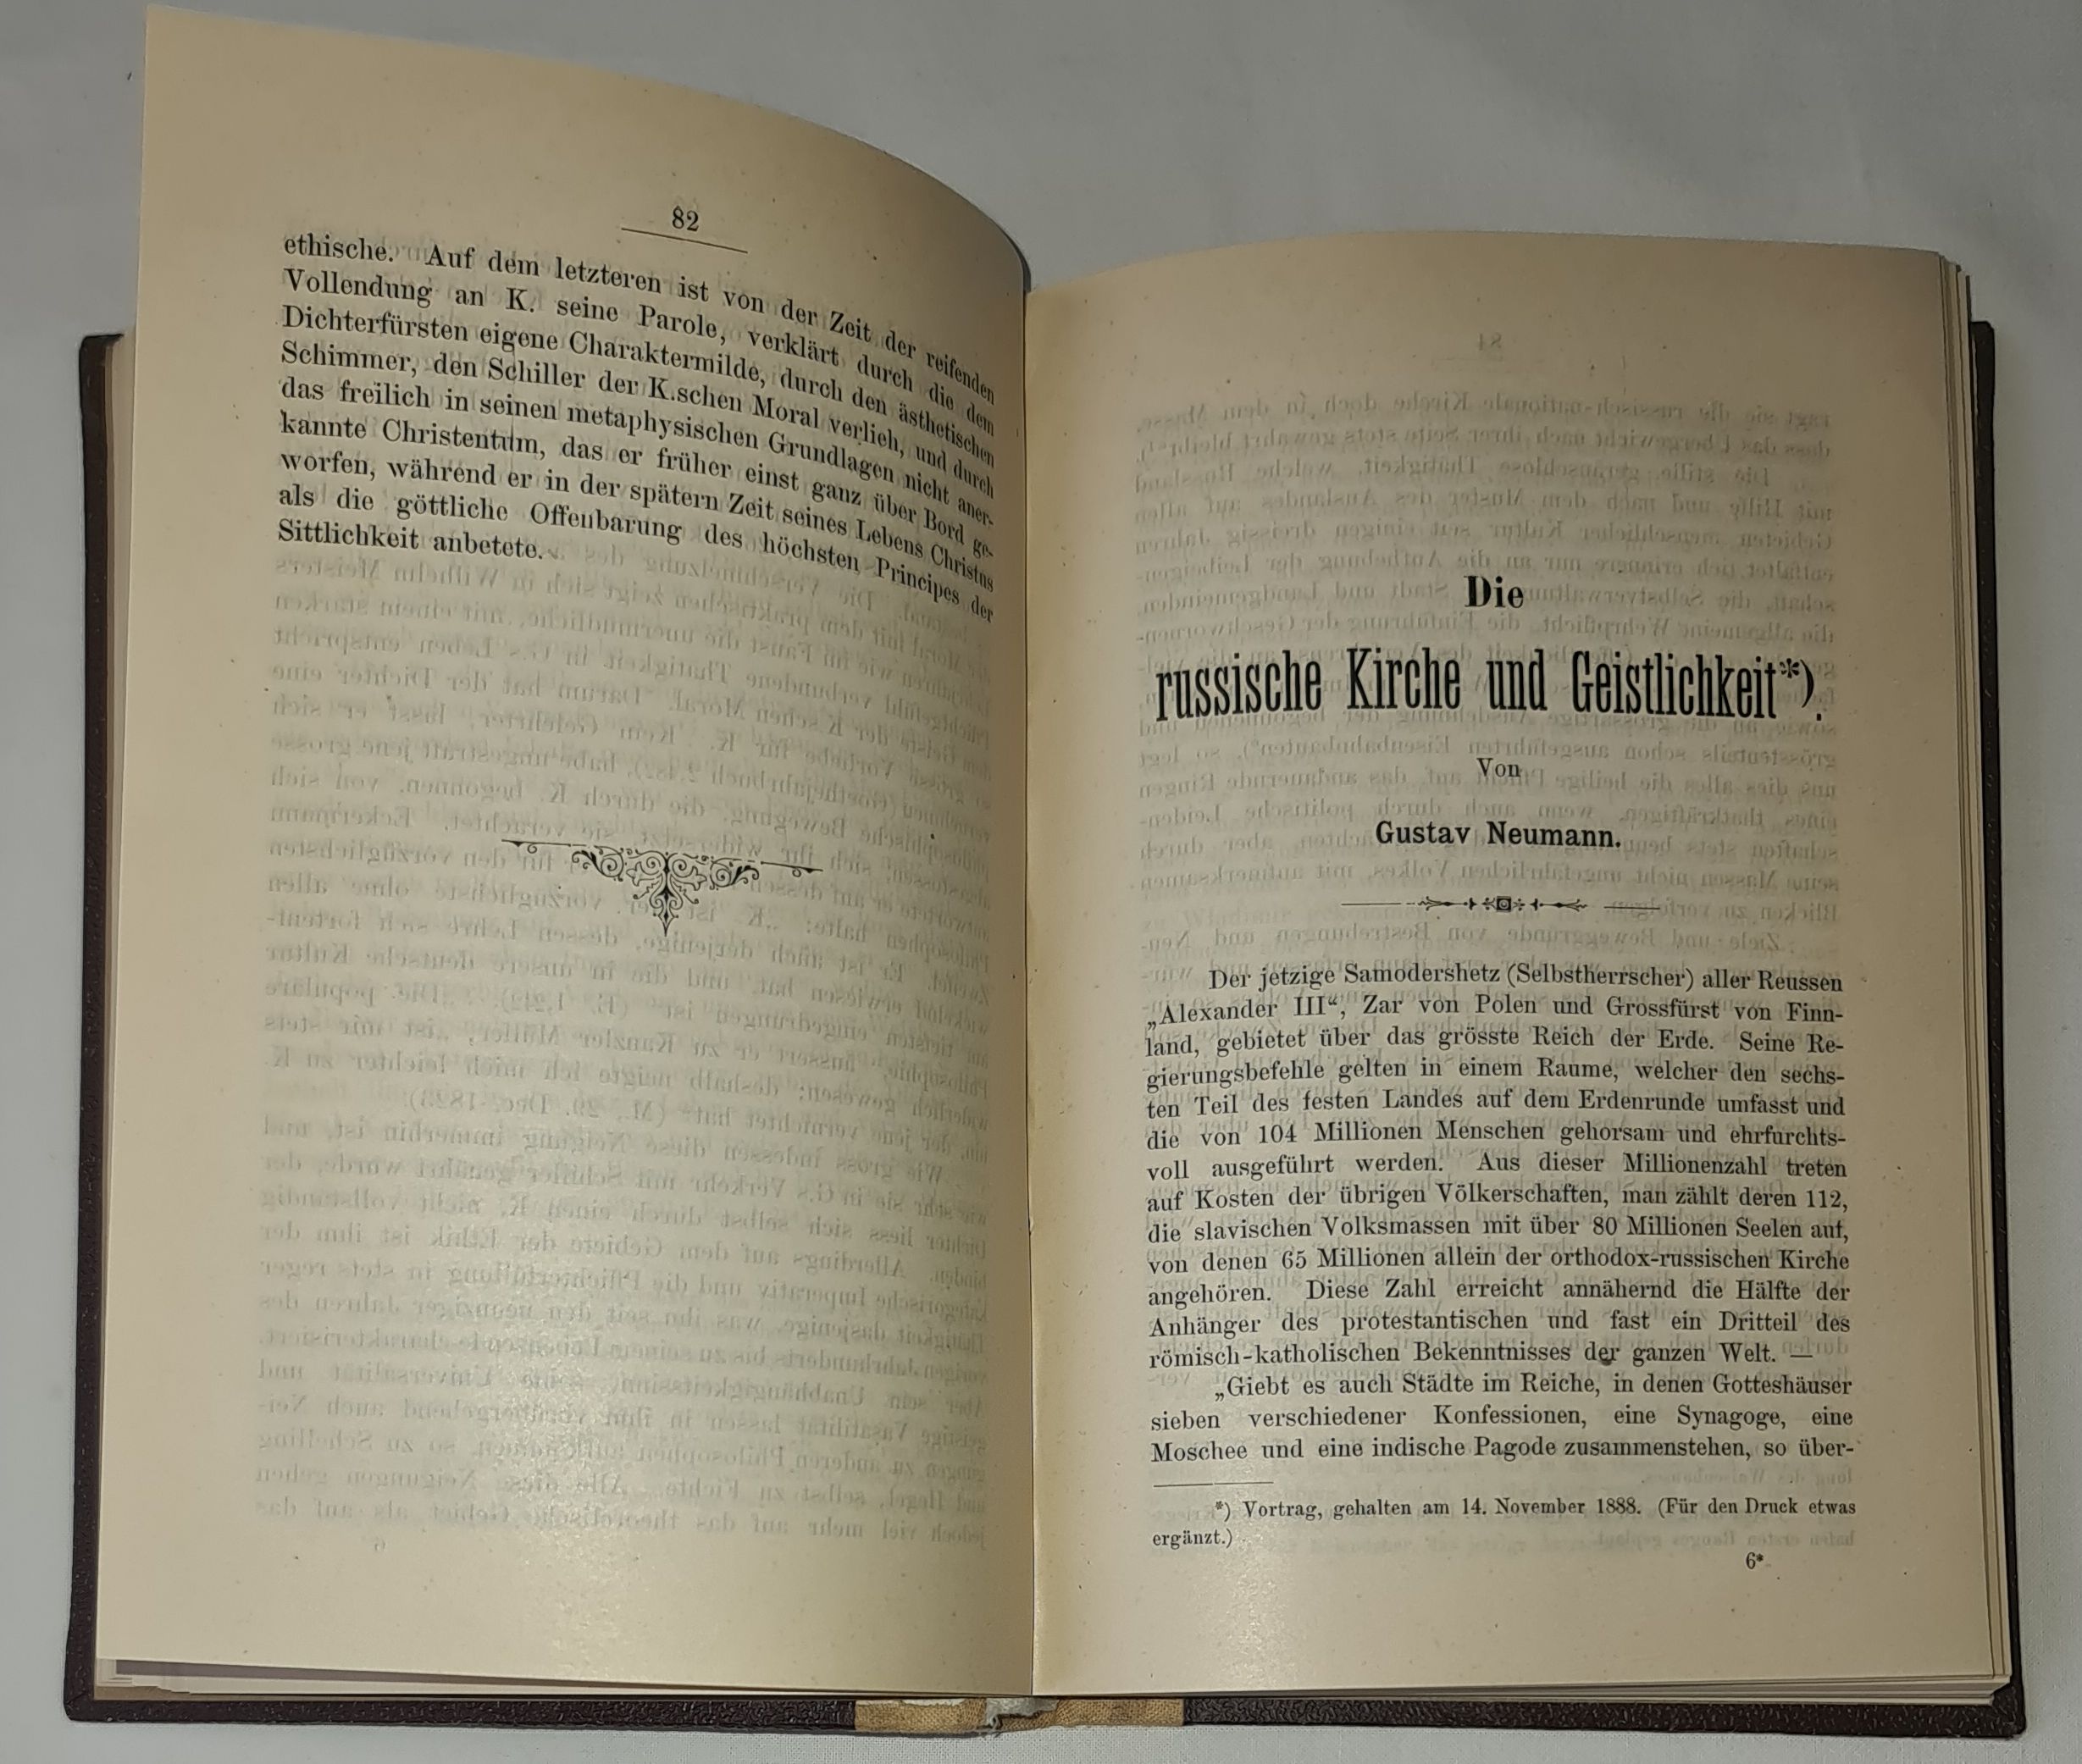 82
ethische. Auf dem letzteren ist von der Zeit der reifenden
Vollendung an K. seine Parole, verklärt durch die dem
Dichterfürsten eigene Charaktermilde, durch den ästhetischen
Schimmer, den Schiller der K.schen Moral verlieh, und durch
das freilich in seinen metaphysischen Grundlagen nicht aner-
kannte Christentum, das er früher einst ganz über Bord ge-
worfen, während er in der spätern Zeit seines Lebens Christus
als die göttliche Offenbarung des höchsten Principes der
Sittlichkeit anbetete.
Die
russische Kirche und Geistlichkeit*).
Von
Gustav Neumann.
Der jetzige Samodershetz (Selbstherrscher) aller Reussen
„Alexander III“, Zar von Polen und Grossfürst von Finn-
land, gebietet über das grösste Reich der Erde. Seine Re-
gierungsbefehle gelten in einem Raume, welcher den sechs-
ten Teil des festen Landes auf dem Erdenrunde umfasst und
die von 104 Millionen Menschen gehorsam und ehrfurchts-
voll ausgeführt werden. Aus dieser Millionenzahl treten
auf Kosten der übrigen Völkerschaften, man zählt deren 112,
die slavischen Volksmassen mit über 80 Millionen Seelen auf,
von denen 65 Millionen allein der orthodox-russischen Kirche
angehören. Diese Zahl erreicht annähernd die Hälfte der
Anhänger des protestantischen und fast ein Dritteil des
römisch-katholischen Bekenntnisses der ganzen Welt. —
„Giebt es auch Städte im Reiche, in denen Gotteshäuser
sieben verschiedener Konfessionen, eine Synagoge, eine
Moschee und eine indische Pagode zusammenstehen, so über-
*) Vortrag, gehalten am 14. November 1888. (Für den Druck etwas
ergänzt.)
6*